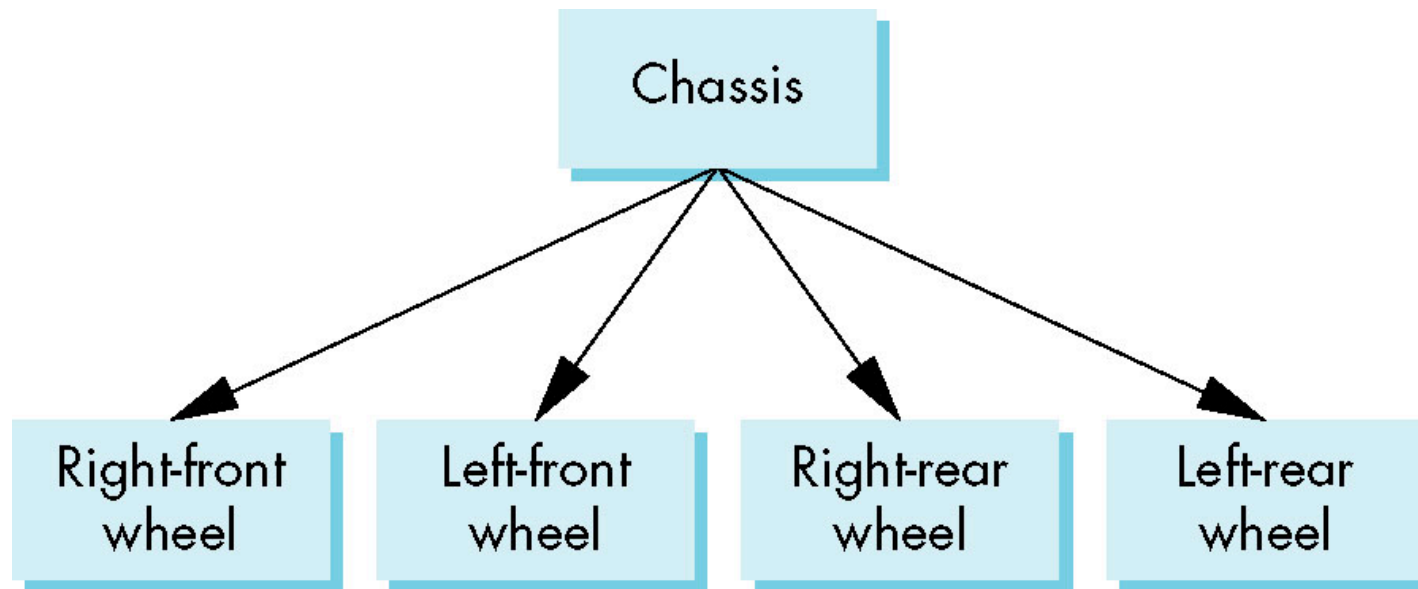 Chassis
Right-front
wheel
Left-front
wheel
Right-rear
wheel
Left-rear
wheel